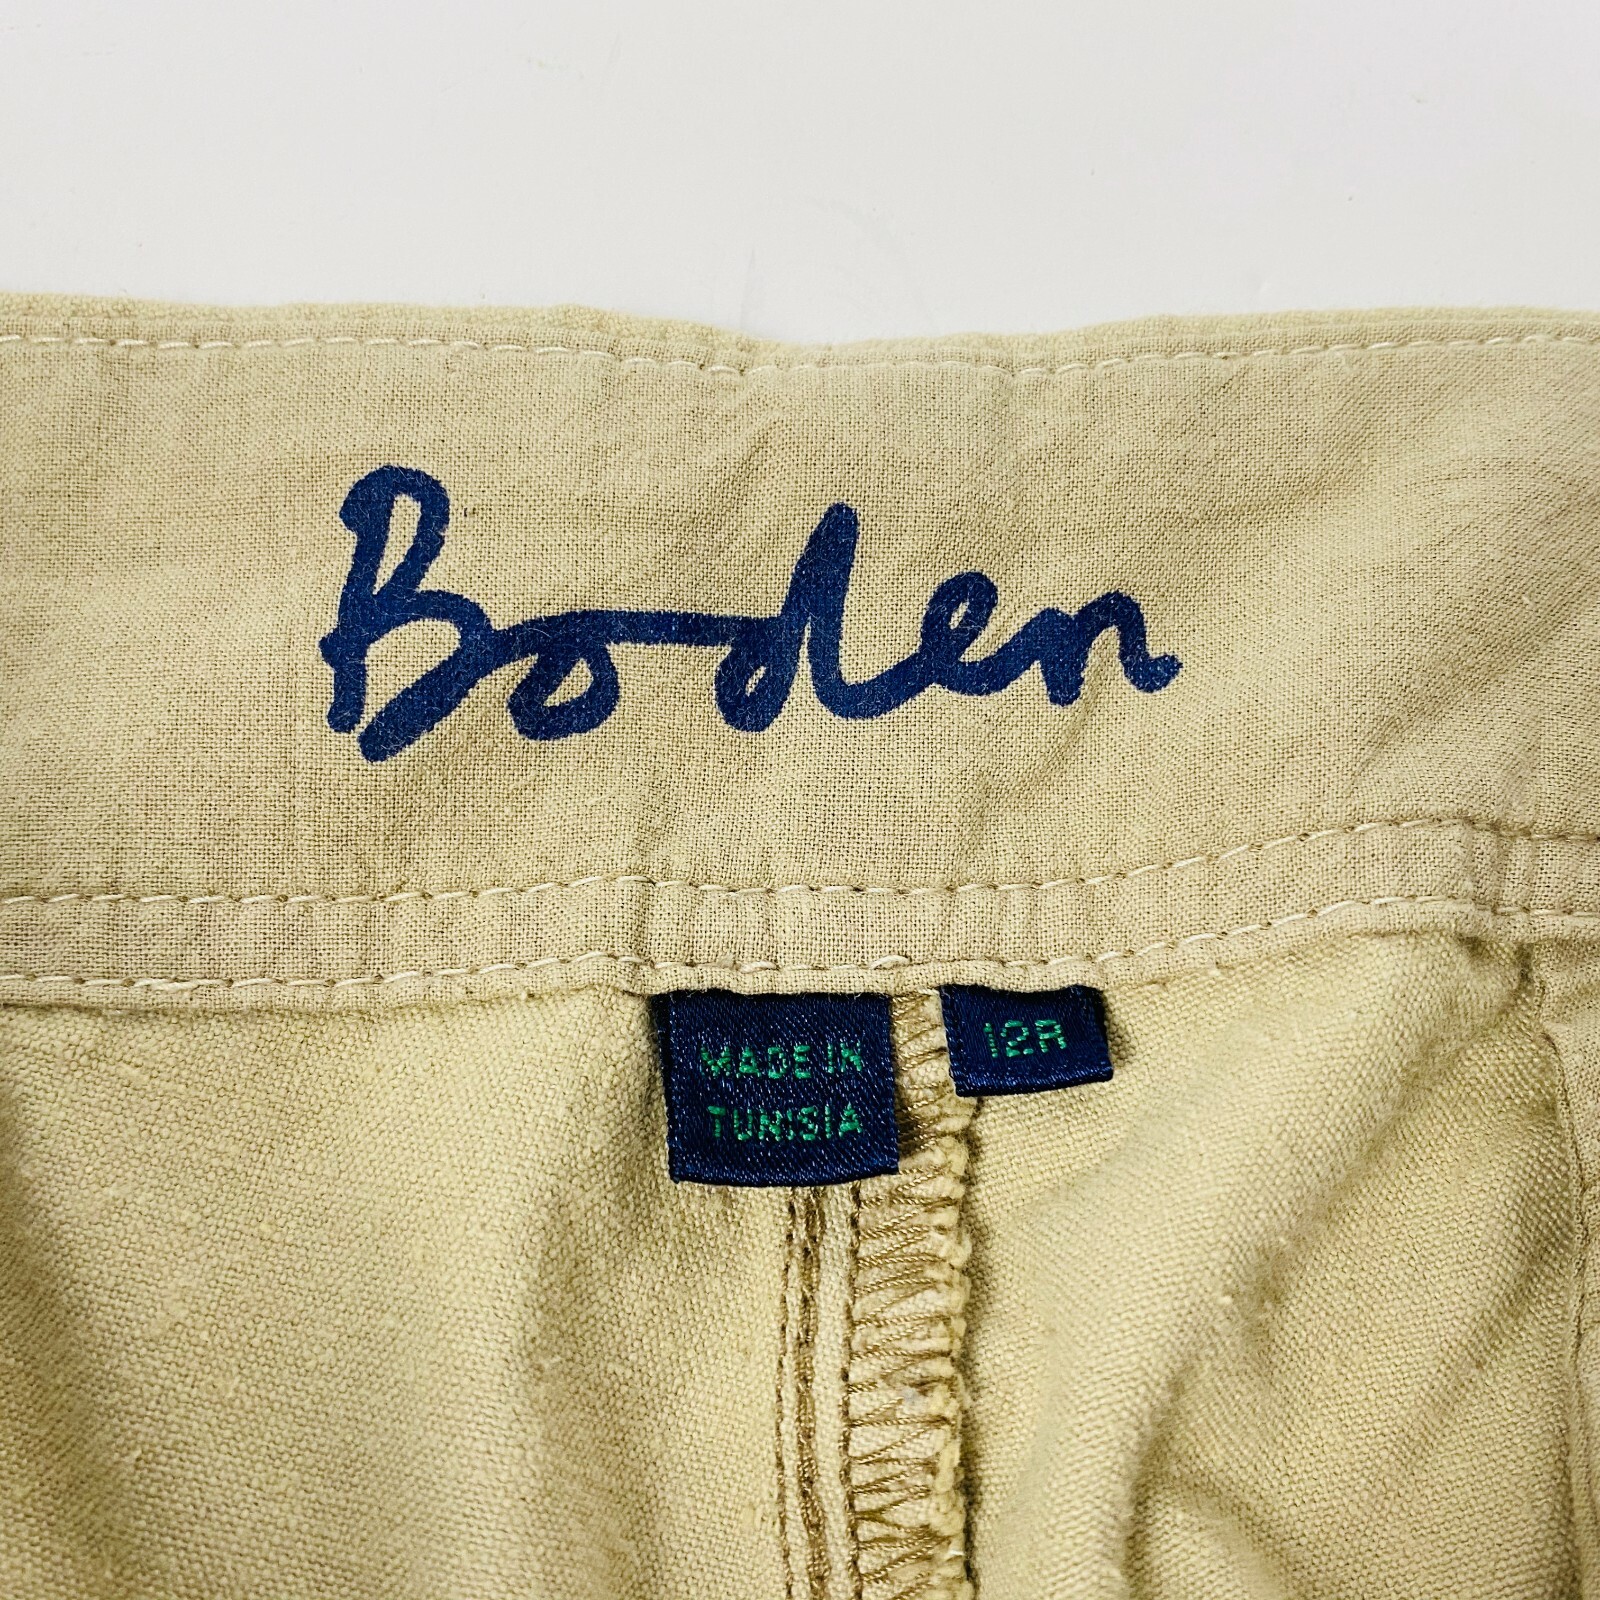 Boden
MADE IN
TUNISIA
12R